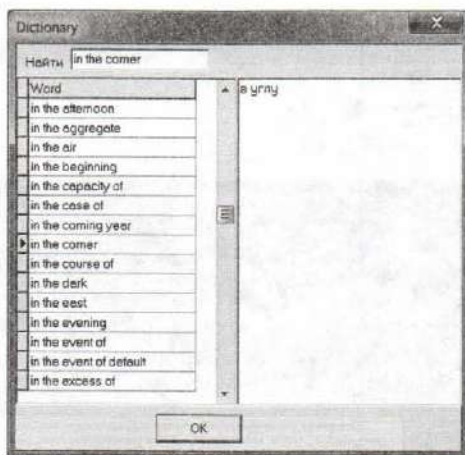 Dictionary
Найти in the corner
Word
in the afternoon
in the aggregate
in the air
in the beginning
in the capacity of
in the case of
in the coming year
in the corner
in the course of
in the dark
in the east
in the evening
in the event of
in the event of default
in the excess of
в углу
OK